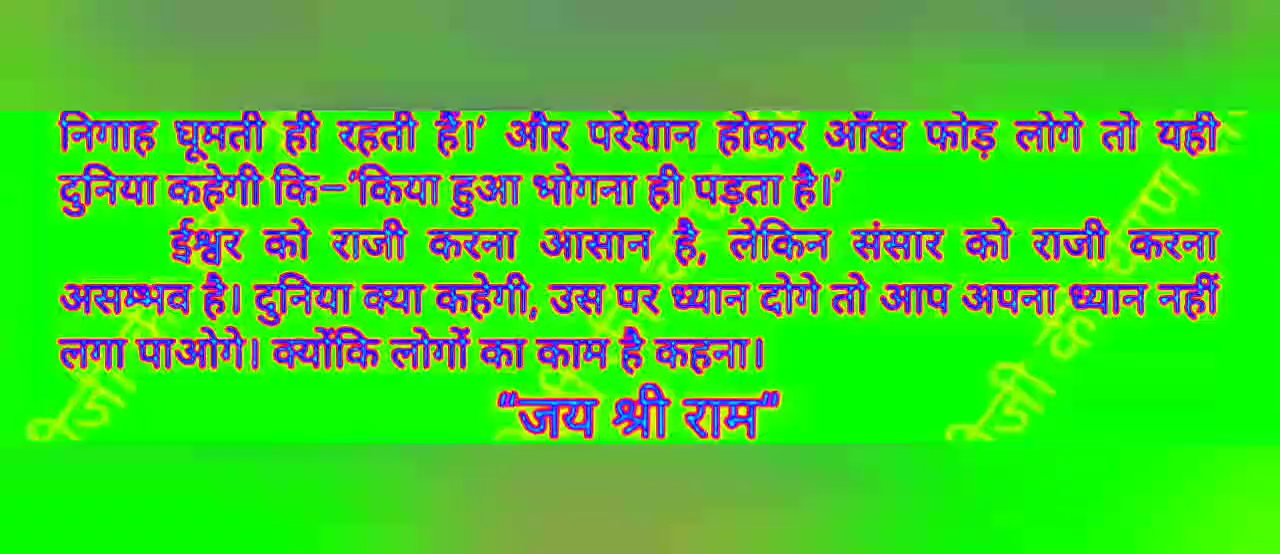 निगाह घूमती ही रहती है।' और परेशान होकर आँख फोड़ लोगे तो यही
दुनिया कहेगी कि–'किया हुआ भोगना ही पड़ता है।'
ईश्वर को राजी करना आसान है, लेकिन संसार को राजी करना
असम्भव है। दुनिया क्या कहेगी, उस पर ध्यान दोगे तो आप अपना ध्यान नहीं
लगा पाओगे। क्योंकि लोगों का काम है कहना।
"जय श्री राम"